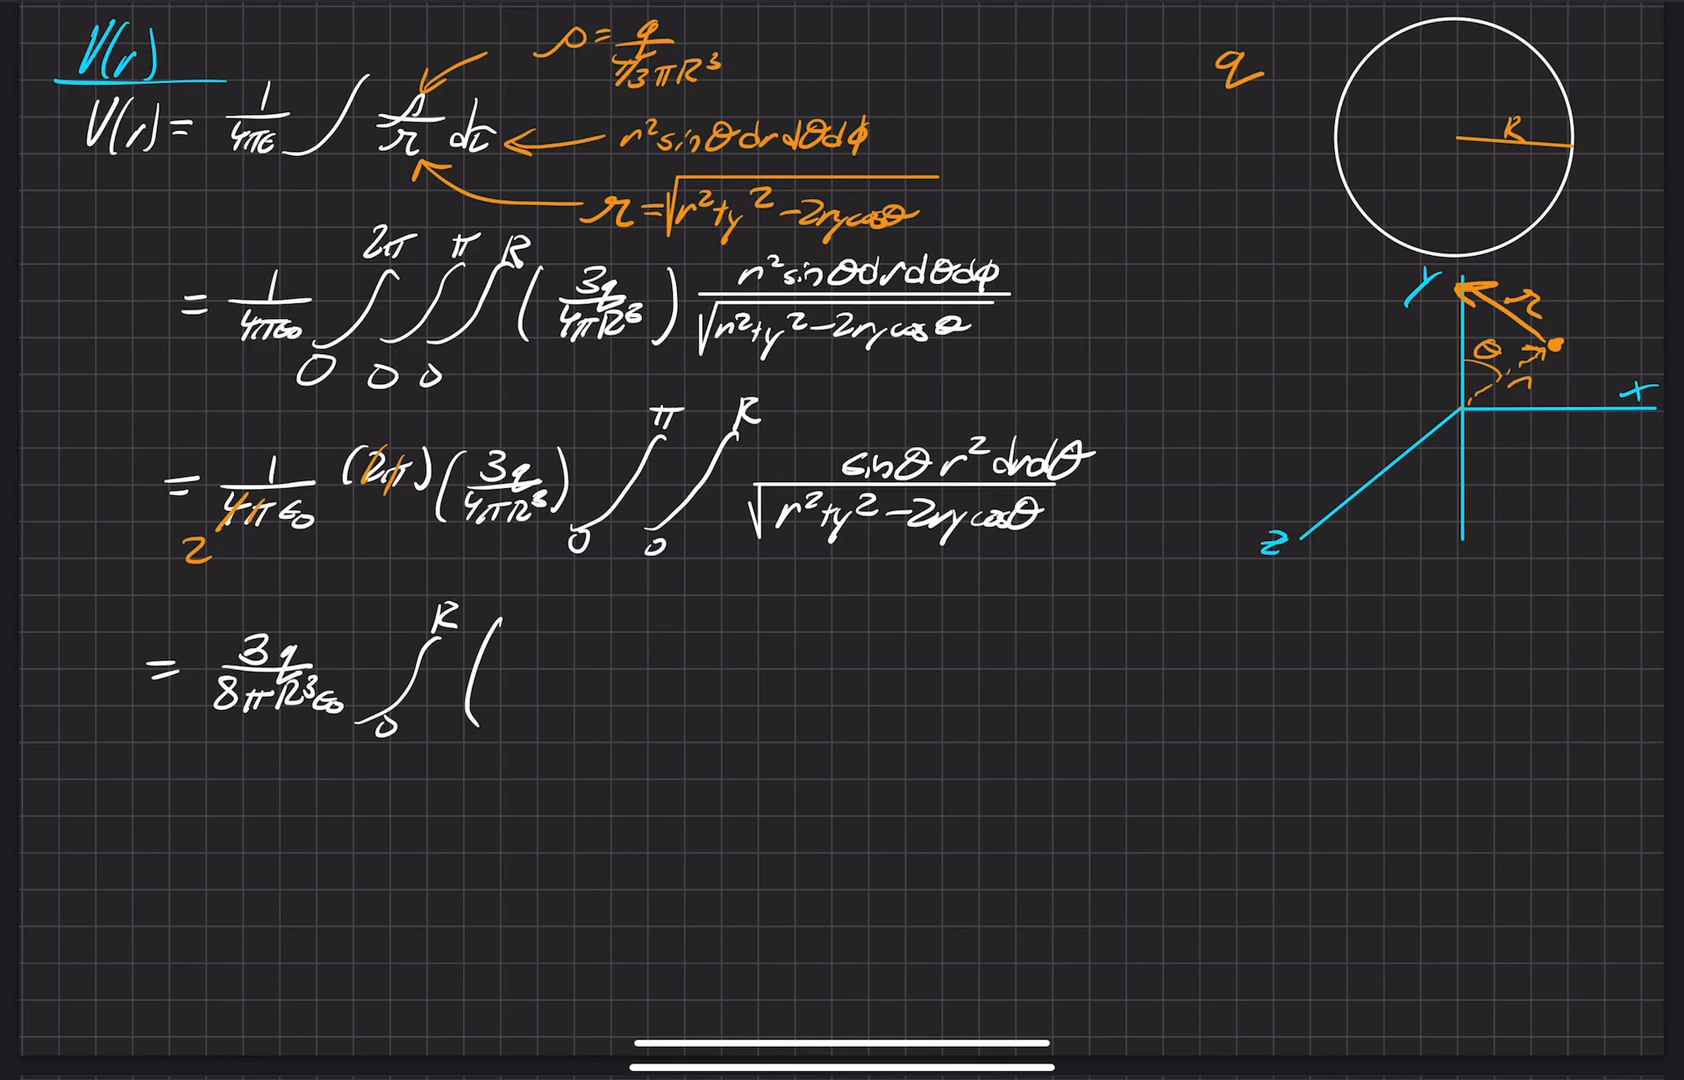 V(r)
ρ = q / 4/3 πR³
V(r) = 1/4πε ∫ ρ/r dτ ← r² sinθ dr dθ dφ
r = √(r² + y² − 2ry cosθ)
= 1/4πε₀ ∫₀^2π ∫₀^π ∫₀^R (3q/4πR³) r² sinθ dr dθ dφ / √(r² + y² − 2ry cosθ)
= 1/4πε₀ (2π) (3q/4πR³) ∫₀^π ∫₀^R sinθ r² dr dθ / √(r² + y² − 2ry cosθ)
2
= 3q/8πR³ε₀ ∫₀^R (
q
R
y
r
θ
r
x
z